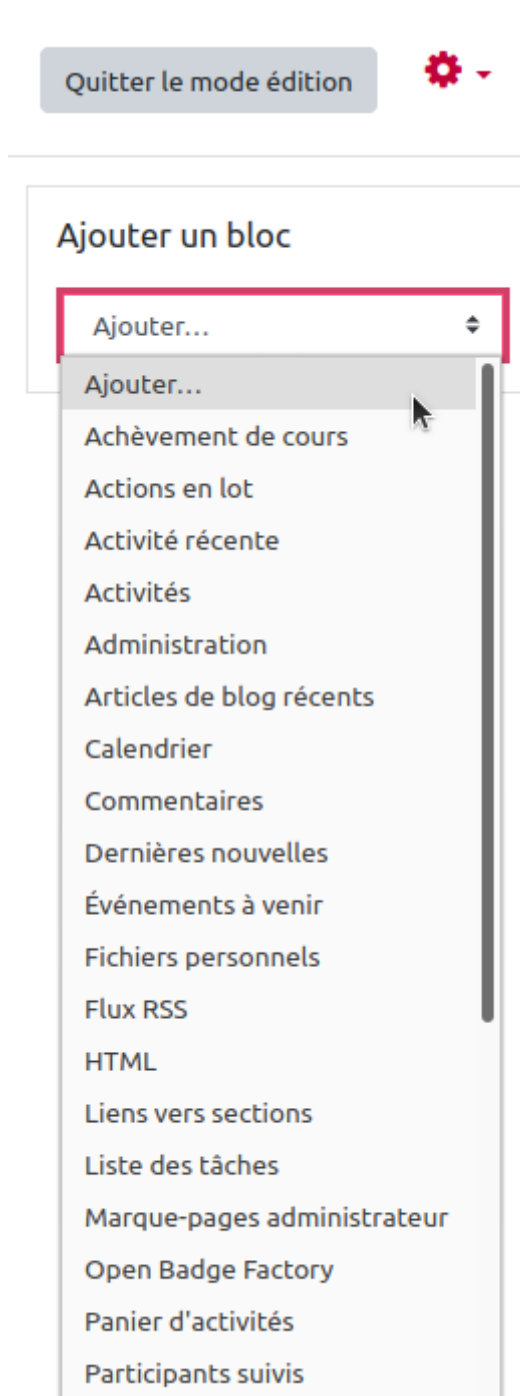 Quitter le mode édition
Ajouter un bloc
Ajouter...
Ajouter...
Achèvement de cours
Actions en lot
Activité récente
Activités
Administration
Articles de blog récents
Calendrier
Commentaires
Dernières nouvelles
Événements à venir
Fichiers personnels
Flux RSS
HTML
Liens vers sections
Liste des tâches
Marque-pages administrateur
Open Badge Factory
Panier d'activités
Participants suivis